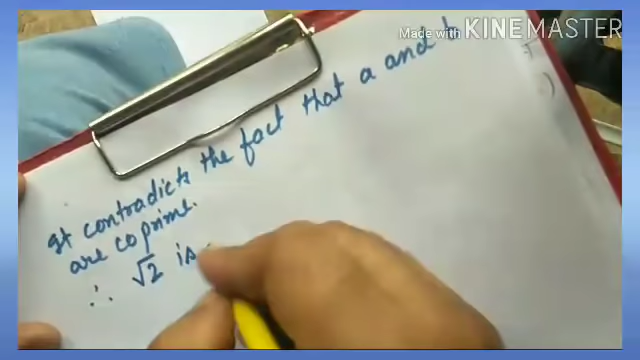 Made with KINEMASTER
It contradicts the fact that a and b
are coprime.
∴ √2 is